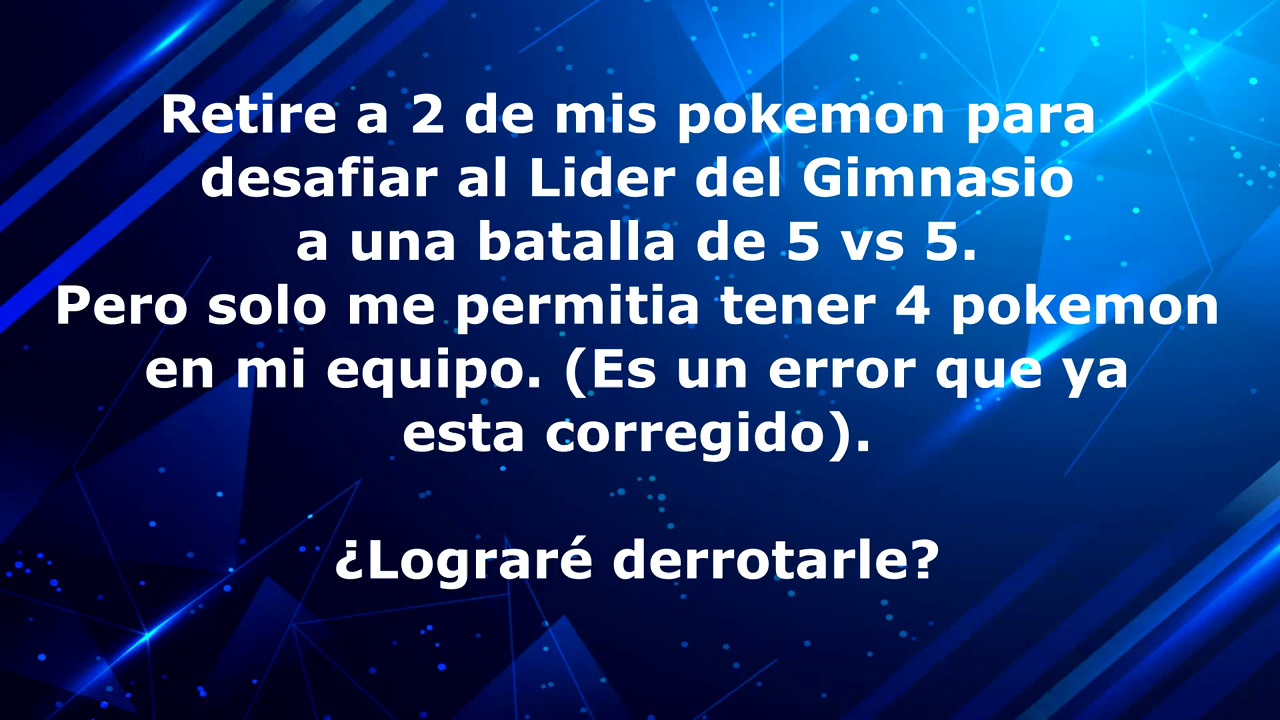 Retire a 2 de mis pokemon para
desafiar al Lider del Gimnasio
a una batalla de 5 vs 5.
Pero solo me permitia tener 4 pokemon
en mi equipo. (Es un error que ya
esta corregido).
¿Lograré derrotarle?